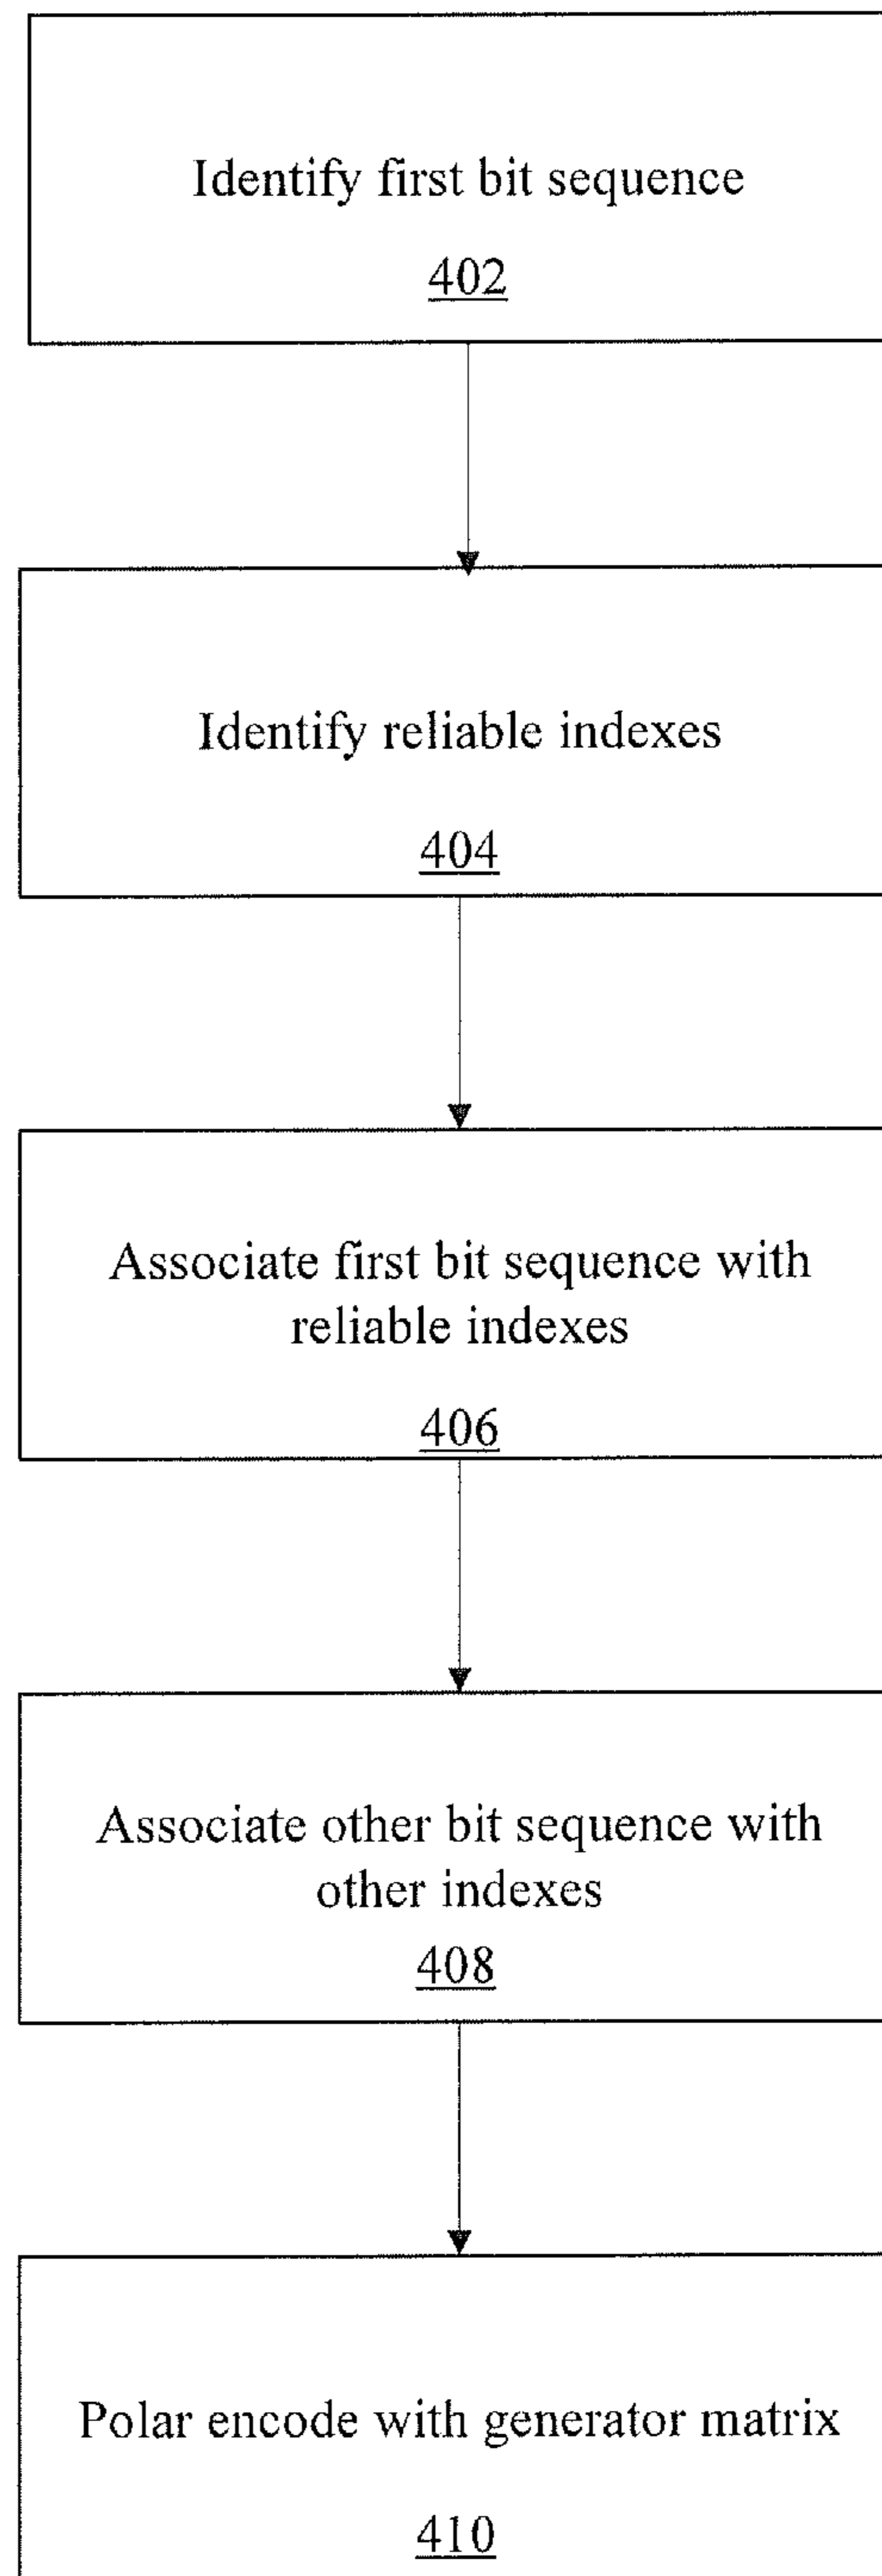 Identify first bit sequence
402
Identify reliable indexes
404
Associate first bit sequence with
reliable indexes
406
Associate other bit sequence with
other indexes
408
Polar encode with generator matrix
410